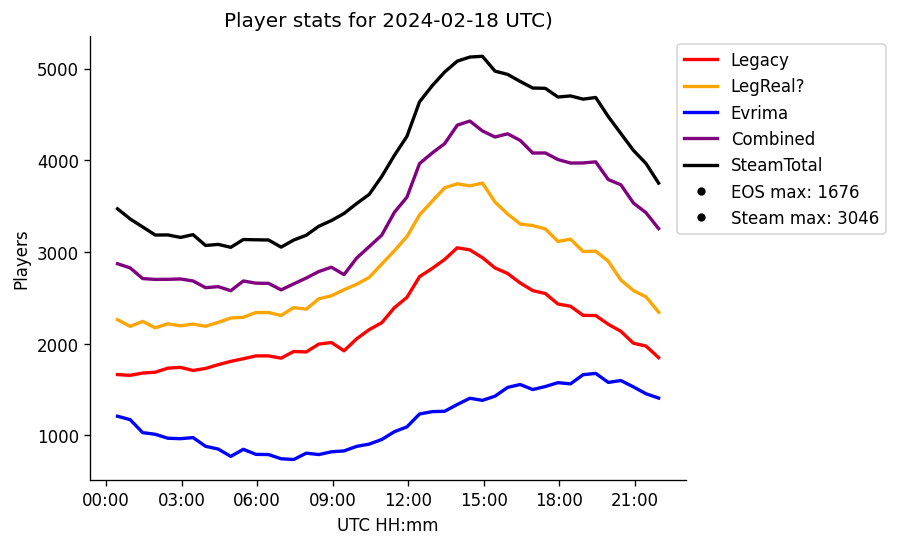 Player stats for 2024-02-18 UTC)
Legacy
LegReal?
Evrima
Combined
SteamTotal
EOS max: 1676
Steam max: 3046
Players
5000
4000
3000
2000
1000
00:00 03:00 06:00 09:00 12:00 15:00 18:00 21:00
UTC HH:mm